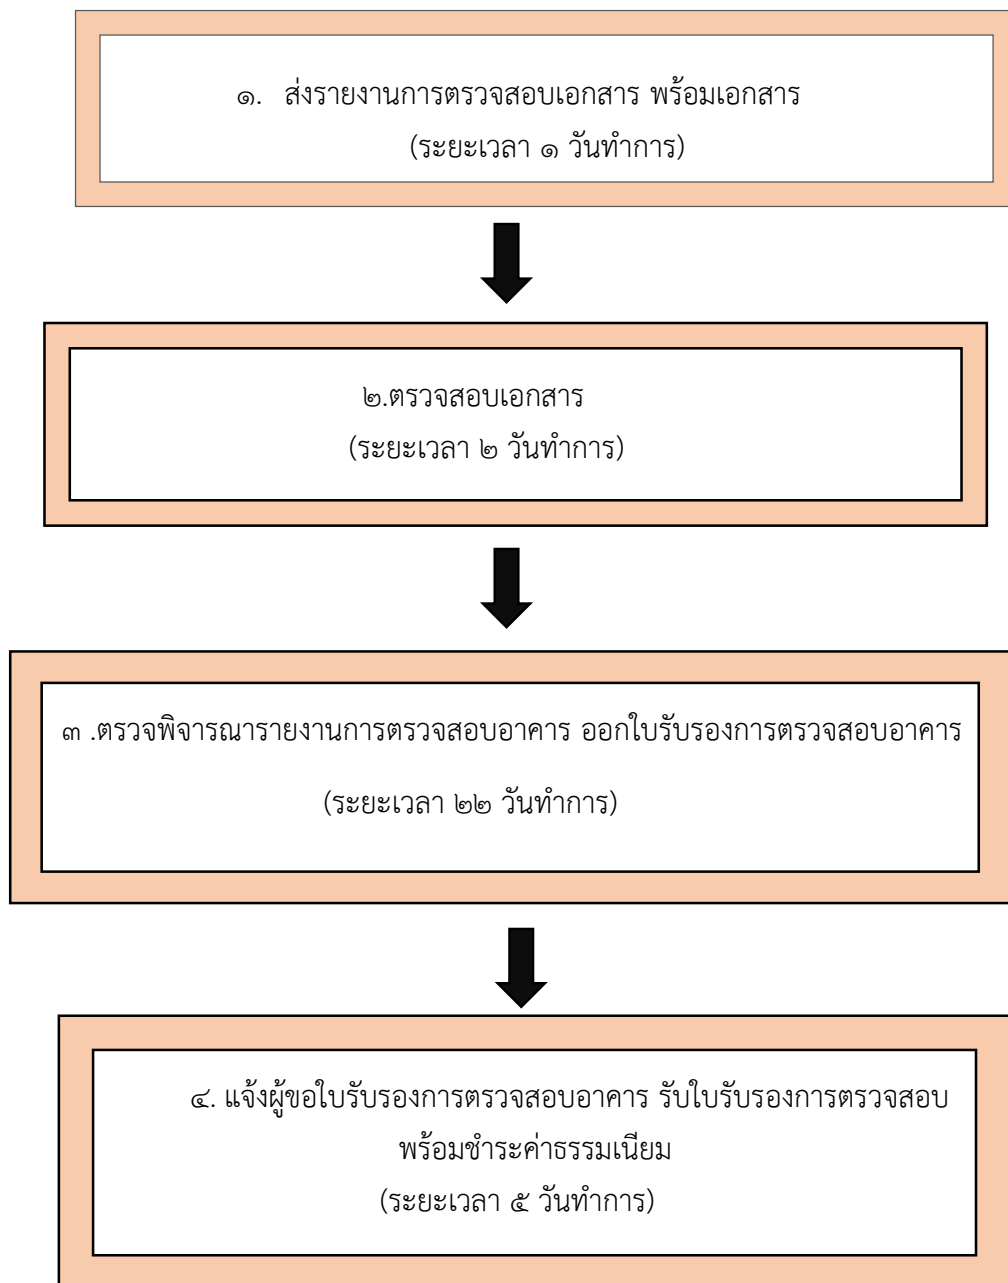 ๑. ส่งรายงานการตรวจสอบเอกสาร พร้อมเอกสาร
(ระยะเวลา ๑ วันทำการ)
๒.ตรวจสอบเอกสาร
(ระยะเวลา ๒ วันทำการ)
๓ .ตรวจพิจารณารายงานการตรวจสอบอาคาร ออกใบรับรองการตรวจสอบอาคาร
(ระยะเวลา ๒๒ วันทำการ)
๔. แจ้งผู้ขอใบรับรองการตรวจสอบอาคาร รับใบรับรองการตรวจสอบ
พร้อมชำระค่าธรรมเนียม
(ระยะเวลา ๕ วันทำการ)